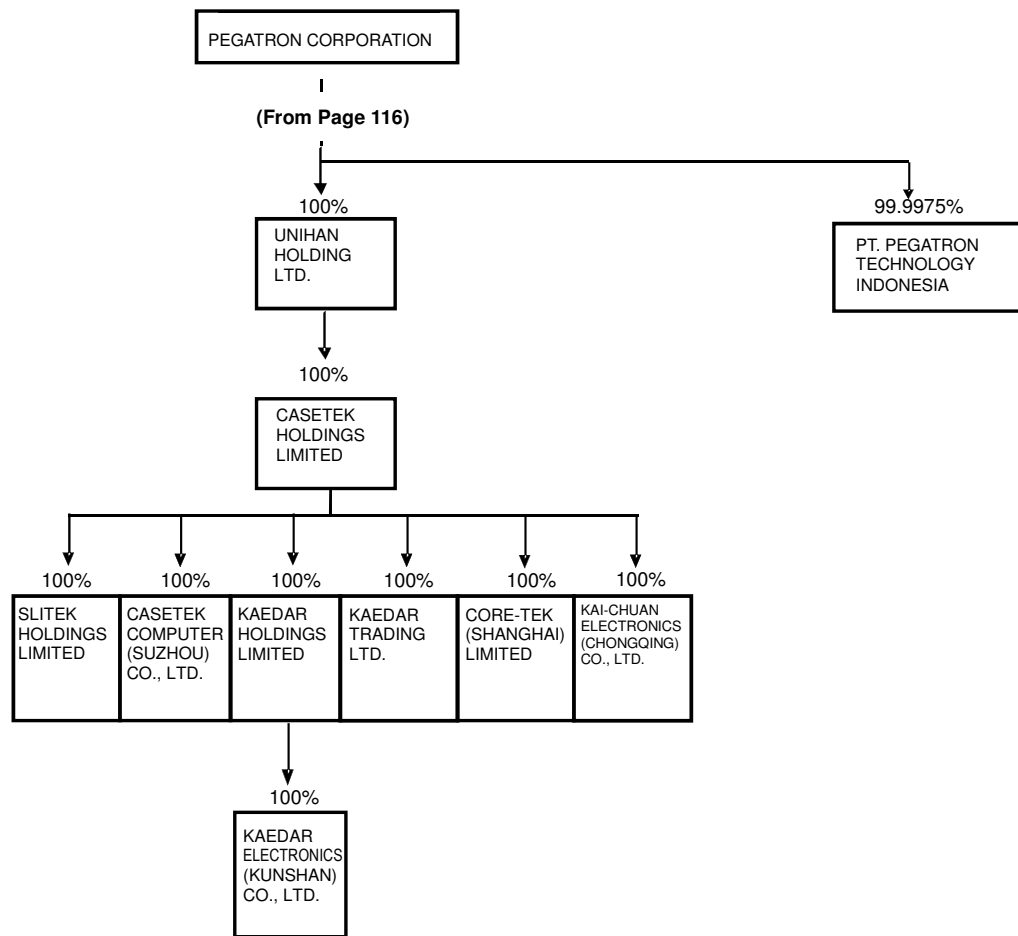 PEGATRON CORPORATION
(From Page 116)
100%
99.9975%
UNIHAN
HOLDING
LTD.
PT. PEGATRON
TECHNOLOGY
INDONESIA
100%
CASETEK
HOLDINGS
LIMITED
100%
100%
100%
100%
100%
100%
SLITEK
HOLDINGS
LIMITED
CASETEK
COMPUTER
(SUZHOU)
CO., LTD.
KAEDAR
HOLDINGS
LIMITED
KAEDAR
TRADING
LTD.
CORE-TEK
(SHANGHAI)
LIMITED
KAI-CHUAN
ELECTRONICS
(CHONGQING)
CO., LTD.
100%
KAEDAR
ELECTRONICS
(KUNSHAN)
CO., LTD.